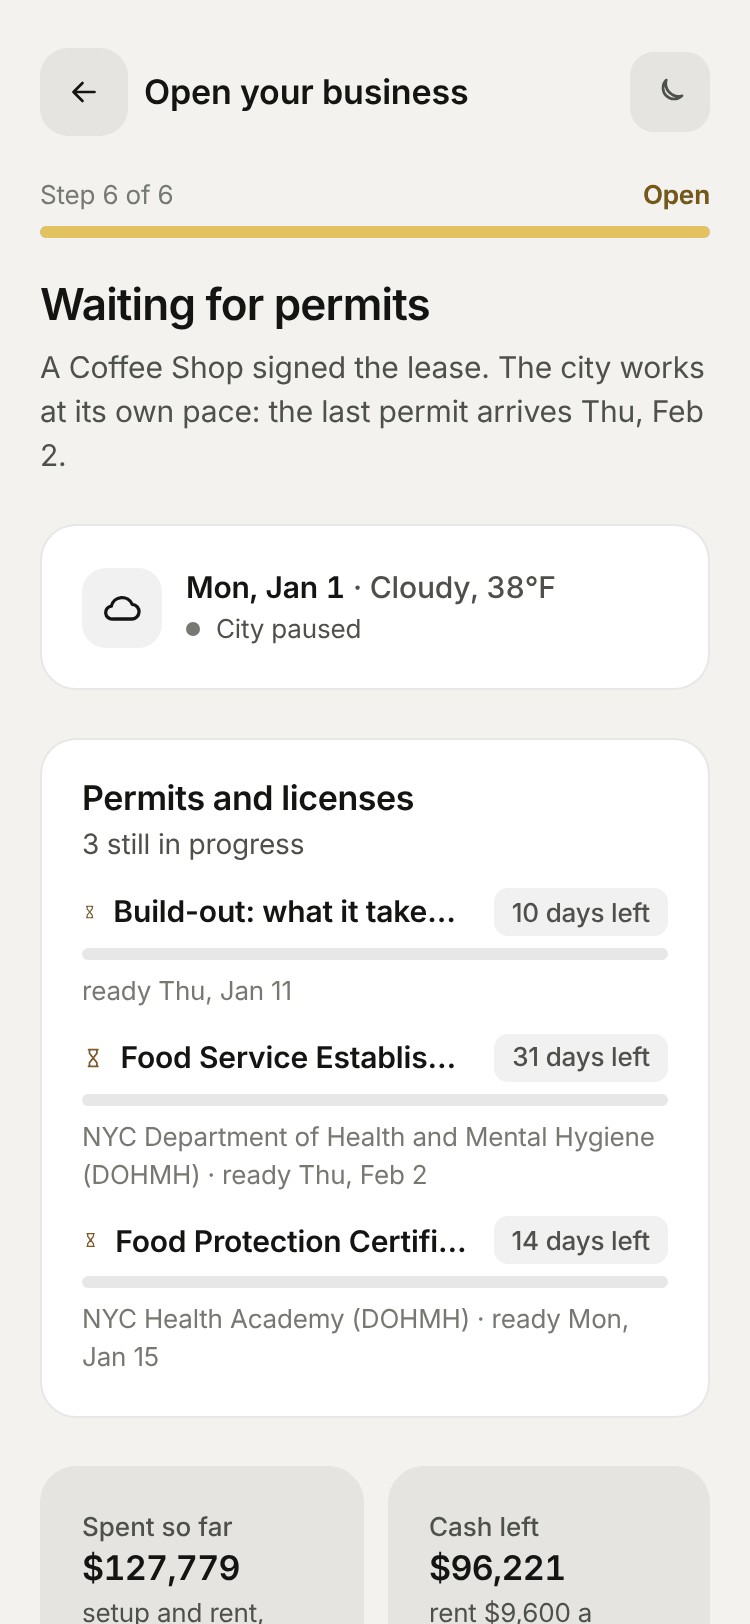 Open your business
Step 6 of 6
Open
Waiting for permits
A Coffee Shop signed the lease. The city works
at its own pace: the last permit arrives Thu, Feb
2.
Mon, Jan 1 · Cloudy, 38°F
City paused
Permits and licenses
3 still in progress
Build-out: what it take...
10 days left
ready Thu, Jan 11
Food Service Establis...
31 days left
NYC Department of Health and Mental Hygiene
(DOHMH) · ready Thu, Feb 2
Food Protection Certifi...
14 days left
NYC Health Academy (DOHMH) · ready Mon,
Jan 15
Spent so far
$127,779
setup and rent,
Cash left
$96,221
rent $9,600 a